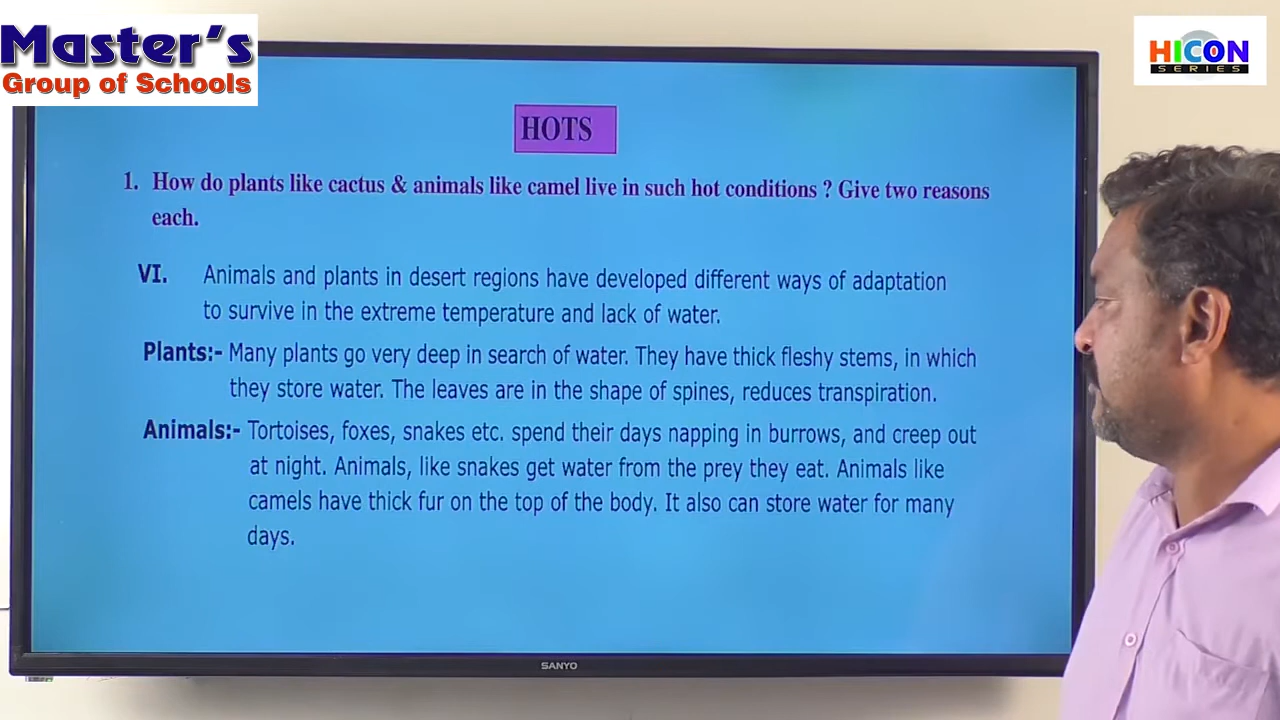 Master's
Group of Schools
HICON
SERIES
HOTS
1. How do plants like cactus & animals like camel live in such hot conditions ? Give two reasons
each.
VI. Animals and plants in desert regions have developed different ways of adaptation
to survive in the extreme temperature and lack of water.
Plants:- Many plants go very deep in search of water. They have thick fleshy stems, in which
they store water. The leaves are in the shape of spines, reduces transpiration.
Animals:- Tortoises, foxes, snakes etc. spend their days napping in burrows, and creep out
at night. Animals, like snakes get water from the prey they eat. Animals like
camels have thick fur on the top of the body. It also can store water for many
days.
SANYO